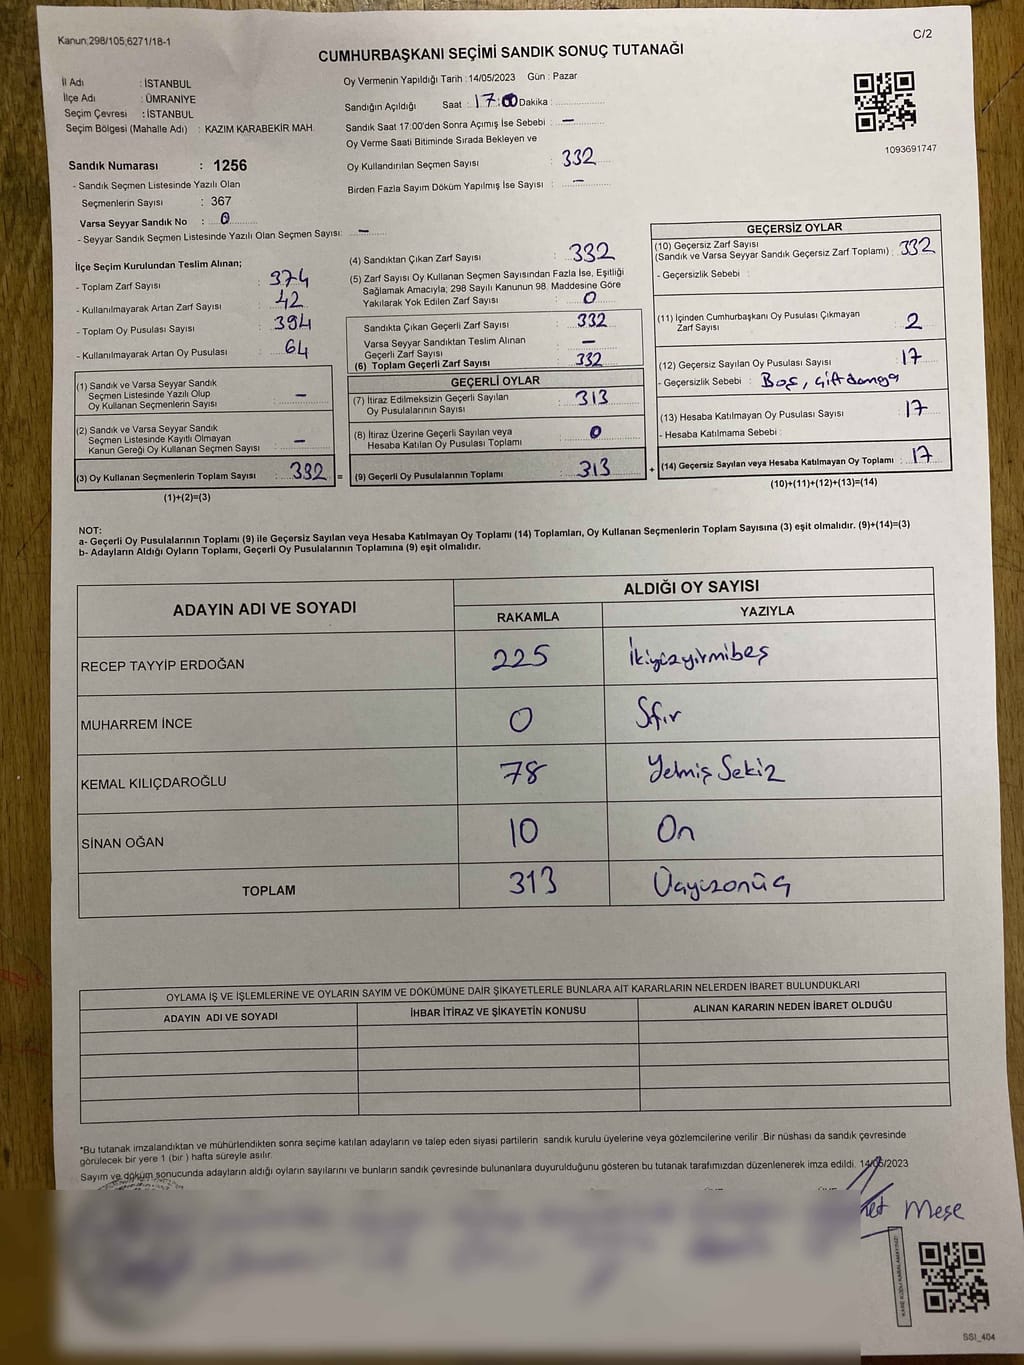 Kanun:298/105,6271/18-1
C/2
CUMHURBAŞKANI SEÇİMİ SANDIK SONUÇ TUTANAĞI
İl Adı : İSTANBUL
İlçe Adı : ÜMRANİYE
Seçim Çevresi : İSTANBUL
Seçim Bölgesi (Mahalle Adı) : KAZIM KARABEKİR MAH.
Sandık Numarası : 1256
- Sandık Seçmen Listesinde Yazılı Olan
Seçmenlerin Sayısı : 367
Varsa Seyyar Sandık No : 0
- Seyyar Sandık Seçmen Listesinde Yazılı Olan Seçmen Sayısı: –
Oy Vermenin Yapıldığı Tarih : 14/05/2023 Gün : Pazar
Sandığın Açıldığı Saat : 17:00 Dakika :
Sandık Saat 17:00'den Sonra Açımış İse Sebebi : –
Oy Verme Saati Bitiminde Sırada Bekleyen ve
Oy Kullandırılan Seçmen Sayısı : 332
Birden Fazla Sayım Döküm Yapılmış İse Sayısı : –
1093691747
İlçe Seçim Kurulundan Teslim Alınan;
- Toplam Zarf Sayısı : 374
- Kullanılmayarak Artan Zarf Sayısı : 42
- Toplam Oy Pusulası Sayısı : 394
- Kullanılmayarak Artan Oy Pusulası : 64
(1) Sandık ve Varsa Seyyar Sandık
Seçmen Listesinde Yazılı Olup
Oy Kullanan Seçmenlerin Sayısı : –
(2) Sandık ve Varsa Seyyar Sandık
Seçmen Listesinde Kayıtlı Olmayan
Kanun Gereği Oy Kullanan Seçmen Sayısı : –
(3) Oy Kullanan Seçmenlerin Toplam Sayısı : 332 =
(1)+(2)=(3)
(4) Sandıktan Çıkan Zarf Sayısı : 332
(5) Zarf Sayısı Oy Kullanan Seçmen Sayısından Fazla İse, Eşitliği
Sağlamak Amacıyla; 298 Sayılı Kanunun 98. Maddesine Göre
Yakılarak Yok Edilen Zarf Sayısı : 0
Sandıkta Çıkan Geçerli Zarf Sayısı : 332
Varsa Seyyar Sandıktan Teslim Alınan
Geçerli Zarf Sayısı : –
(6) Toplam Geçerli Zarf Sayısı : 332
GEÇERLİ OYLAR
(7) İtiraz Edilmeksizin Geçerli Sayılan
Oy Pusulalarının Sayısı : 313
(8) İtiraz Üzerine Geçerli Sayılan veya
Hesaba Katılan Oy Pusulası Toplamı : 0
(9) Geçerli Oy Pusulalarının Toplamı : 313 +
GEÇERSİZ OYLAR
(10) Geçersiz Zarf Sayısı
(Sandık ve Varsa Seyyar Sandık Geçersiz Zarf Toplamı) : 332
- Geçersizlik Sebebi :
(11) İçinden Cumhurbaşkanı Oy Pusulası Çıkmayan
Zarf Sayısı : 2
(12) Geçersiz Sayılan Oy Pusulası Sayısı : 17
- Geçersizlik Sebebi : Boş, çiftdamga
(13) Hesaba Katılmayan Oy Pusulası Sayısı : 17
- Hesaba Katılmama Sebebi :
(14) Geçersiz Sayılan veya Hesaba Katılmayan Oy Toplamı : 17
(10)+(11)+(12)+(13)=(14)
NOT:
a- Geçerli Oy Pusulalarının Toplamı (9) ile Geçersiz Sayılan veya Hesaba Katılmayan Oy Toplamı (14) Toplamları, Oy Kullanan Seçmenlerin Toplam Sayısına (3) eşit olmalıdır. (9)+(14)=(3)
b- Adayların Aldığı Oyların Toplamı, Geçerli Oy Pusulalarının Toplamına (9) eşit olmalıdır.
ADAYIN ADI VE SOYADI
ALDIĞI OY SAYISI
RAKAMLA YAZIYLA
RECEP TAYYİP ERDOĞAN 225 İkiyüzyirmibeş
MUHARREM İNCE 0 Sıfır
KEMAL KILIÇDAROĞLU 78 Yetmiş Sekiz
SİNAN OĞAN 10 On
TOPLAM 313 Üçyüzonüç
OYLAMA İŞ VE İŞLEMLERİNE VE OYLARIN SAYIM VE DÖKÜMÜNE DAİR ŞİKAYETLERLE BUNLARA AİT KARARLARIN NELERDEN İBARET BULUNDUKLARI
ADAYIN ADI VE SOYADI İHBAR İTİRAZ VE ŞİKAYETİN KONUSU ALINAN KARARIN NEDEN İBARET OLDUĞU
*Bu tutanak imzalandıktan ve mühürlendikten sonra seçime katılan adayların ve talep eden siyasi partilerin sandık kurulu üyelerine veya gözlemcilerine verilir .Bir nüshası da sandık çevresinde
görülecek bir yere 1 (bir ) hafta süreyle asılır.
Sayım ve döküm sonucunda adayların aldığı oyların sayılarını ve bunların sandık çevresinde bulunanlara duyurulduğunu gösteren bu tutanak tarafımızdan düzenlenerek imza edildi. 14/05/2023
Mese
SSI_404